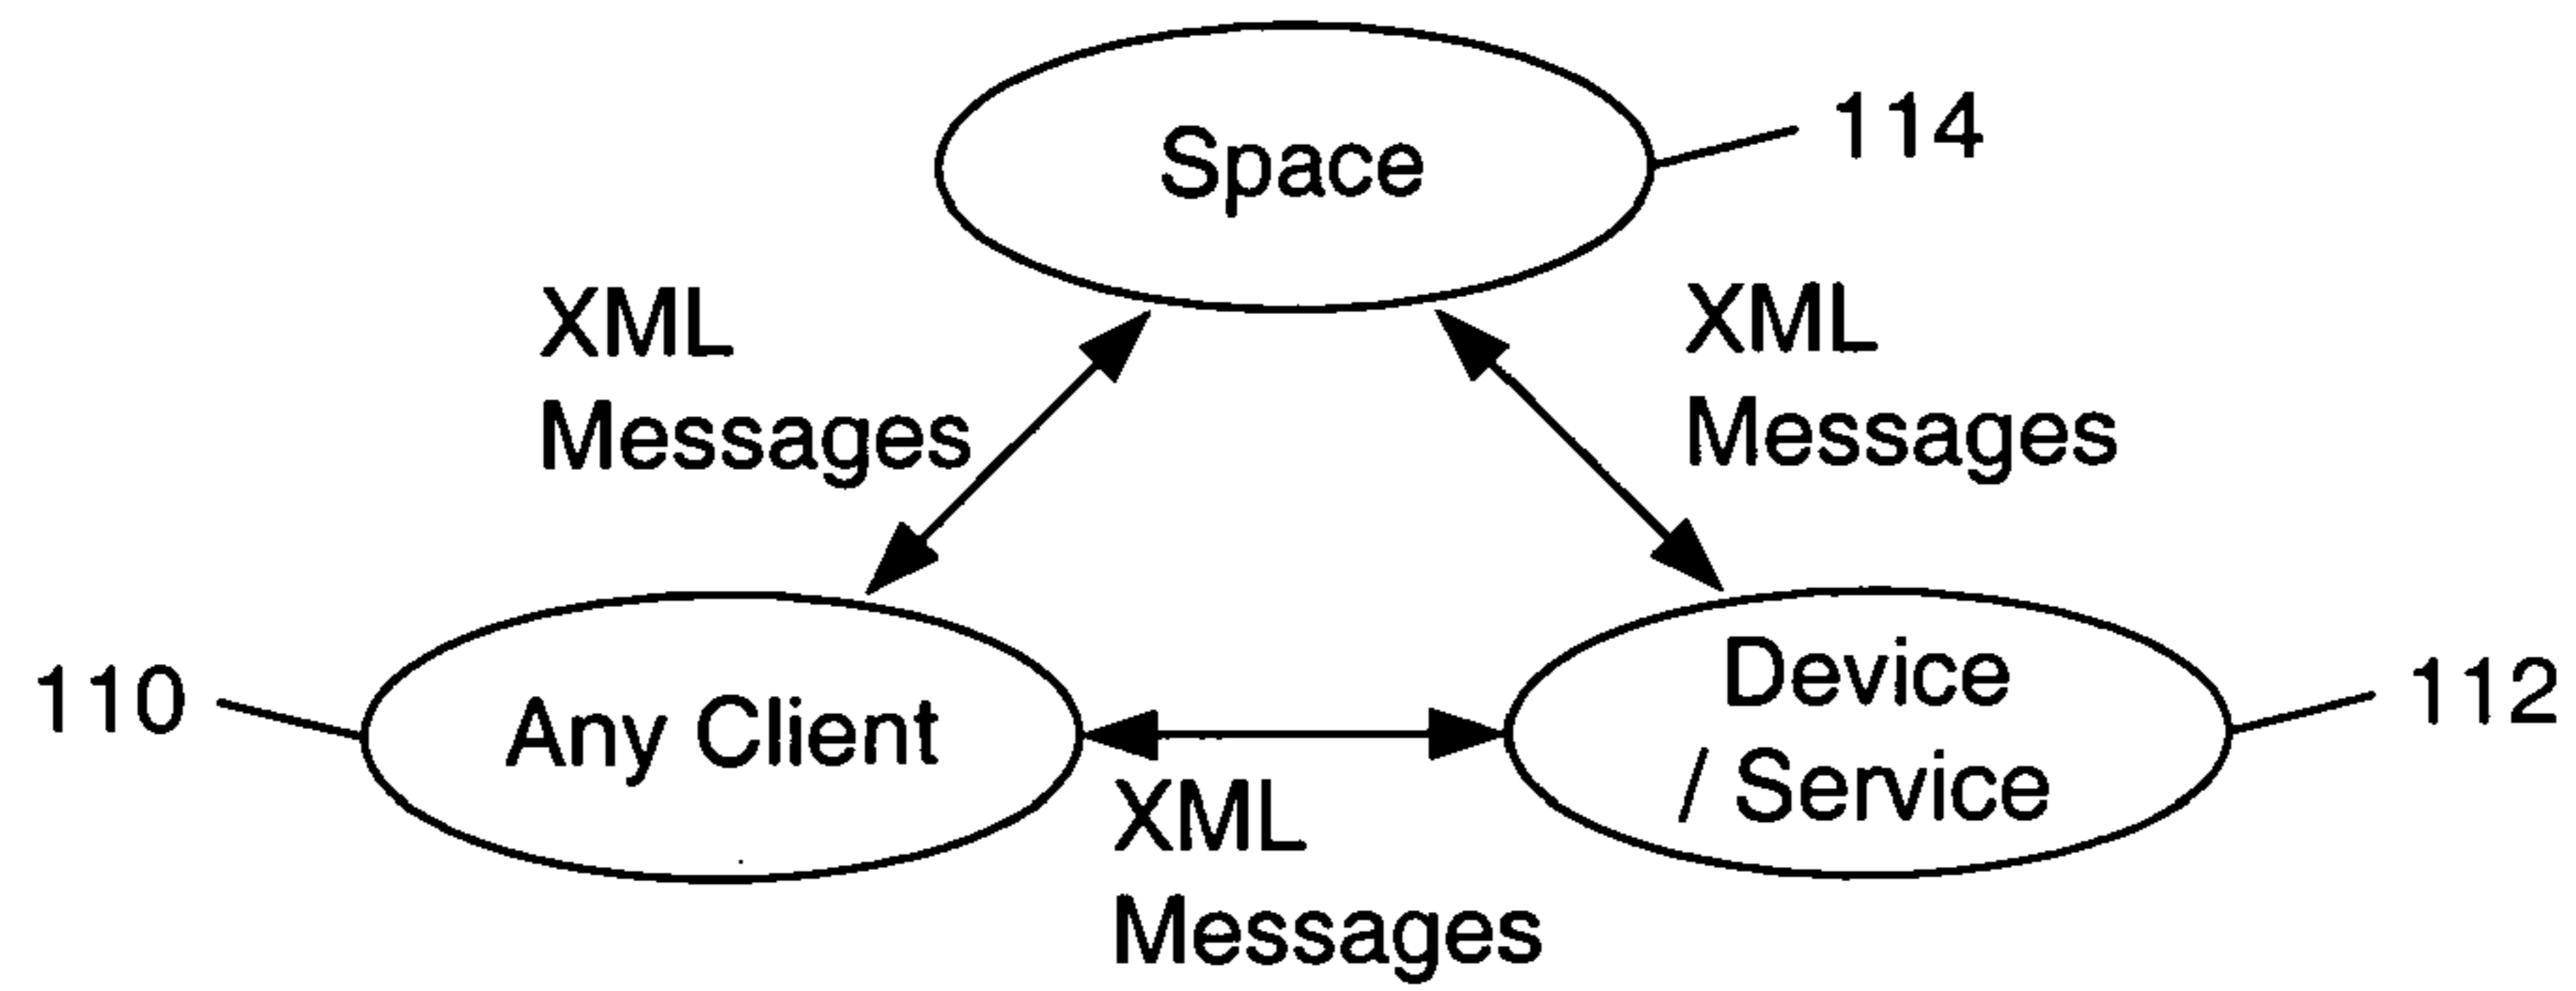 Space
114
XML
Messages
XML
Messages
110
Any Client
Device
/ Service
112
XML
Messages